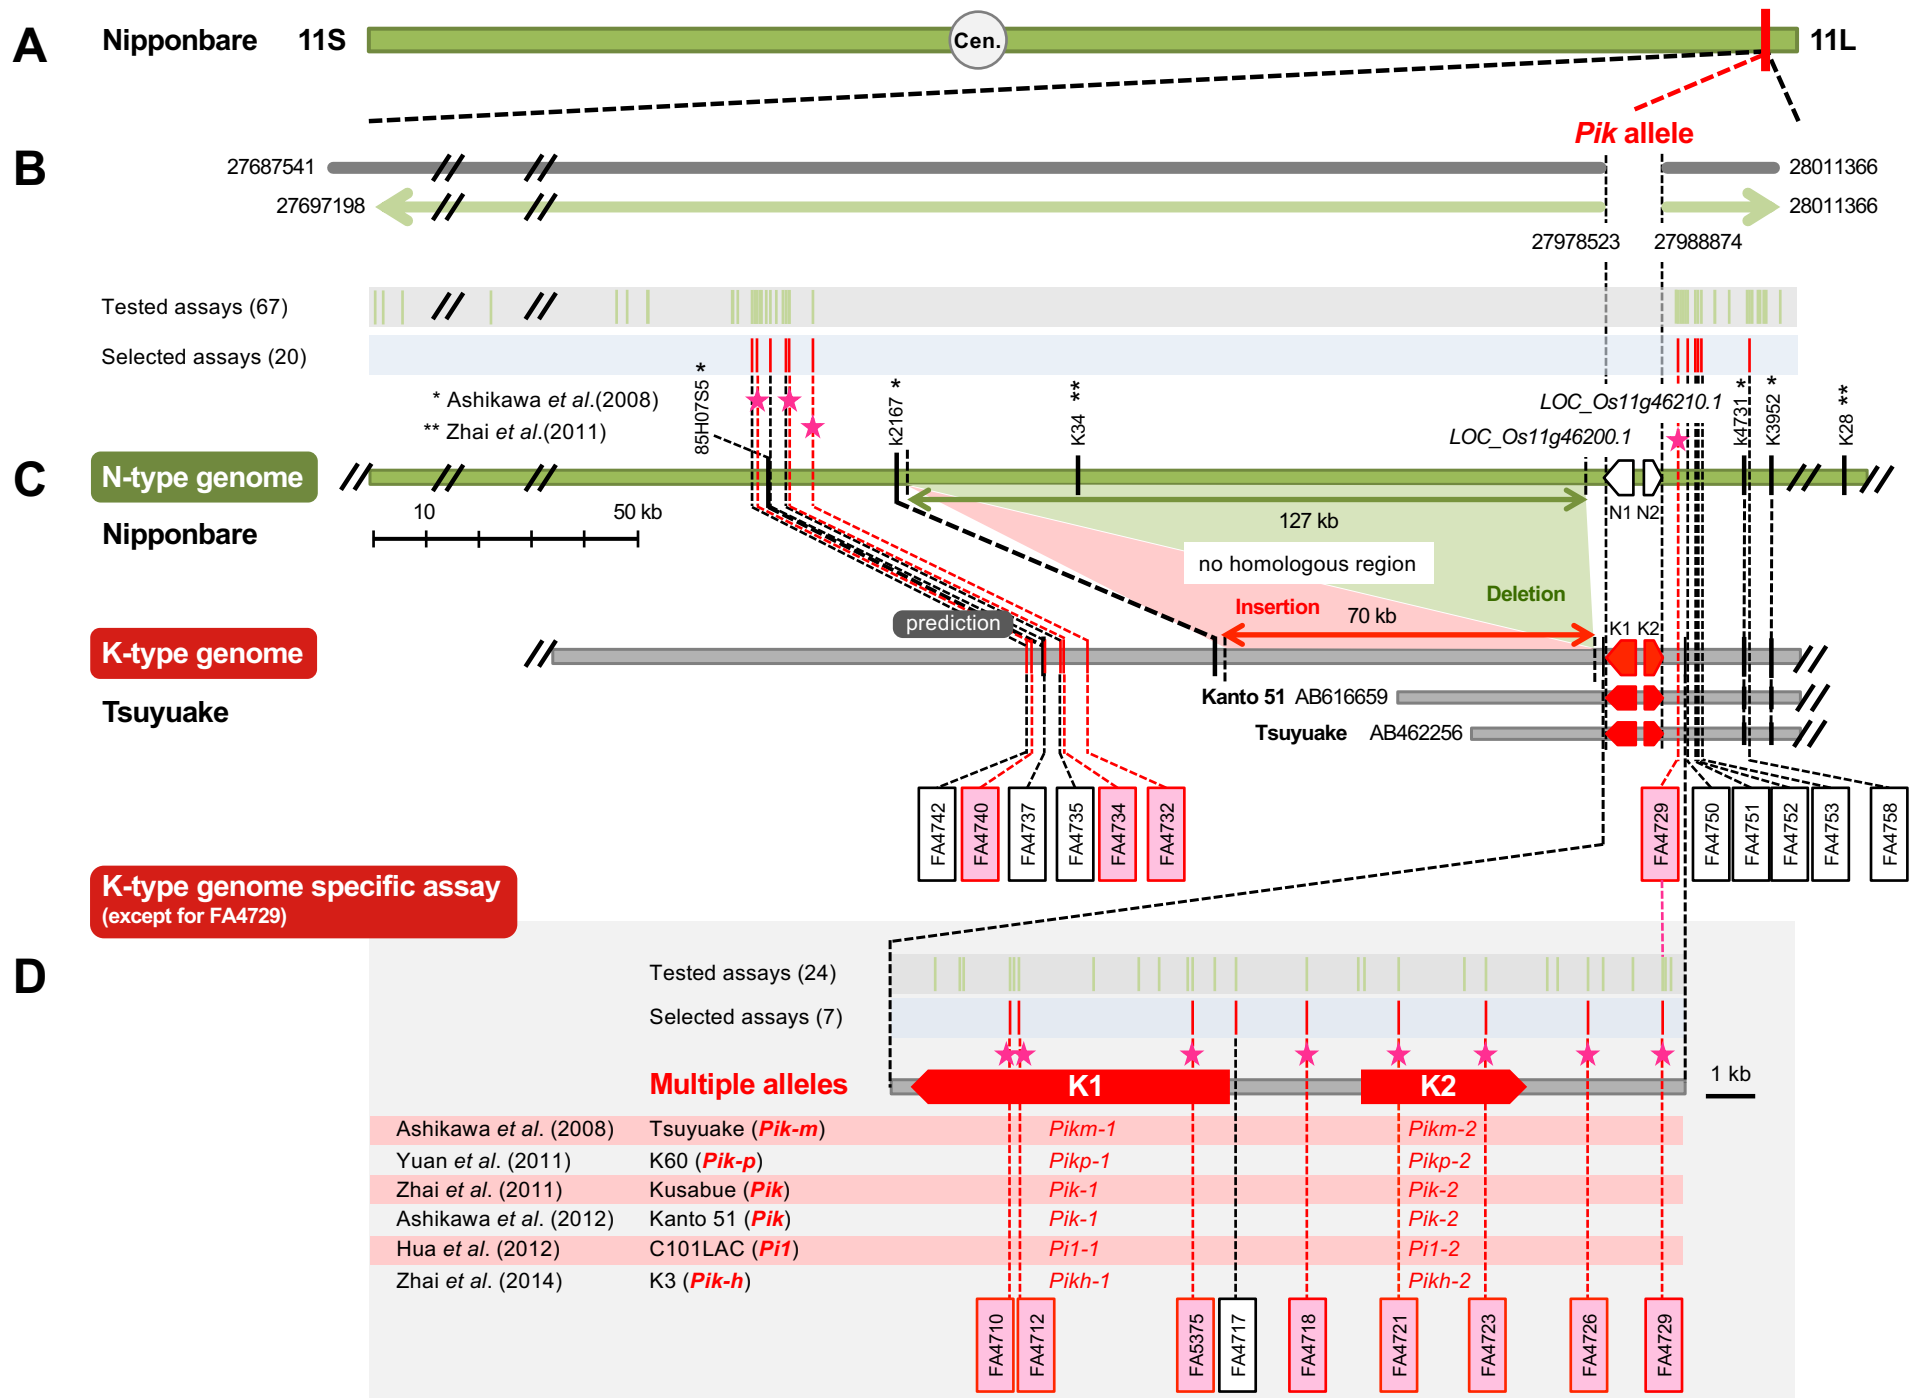 A
Nipponbare 11S
Cen.
11L
Pik allele
B
27687541
28011366
27697198
28011366
27978523
27988874
Tested assays (67)
Selected assays (20)
* Ashikawa et al.(2008)
** Zhai et al.(2011)
85H07S5 *
k2167 *
K34 **
LOC_Os11g46210.1
LOC_Os11g46200.1
k4731 *
K3952 *
K28 **
C
N-type genome
N1 N2
Nipponbare
10
50 kb
127 kb
no homologous region
Deletion
Insertion
70 kb
prediction
K1 K2
K-type genome
Kanto 51 AB616659
Tsuyuake
Tsuyuake AB462256
FA4742
FA4740
FA4737
FA4735
FA4734
FA4732
FA4729
FA4750
FA4751
FA4752
FA4753
FA4758
K-type genome specific assay
(except for FA4729)
D
Tested assays (24)
Selected assays (7)
Multiple alleles
K1
K2
1 kb
Ashikawa et al. (2008) Tsuyuake (Pik-m) Pikm-1 Pikm-2
Yuan et al. (2011) K60 (Pik-p) Pikp-1 Pikp-2
Zhai et al. (2011) Kusabue (Pik) Pik-1 Pik-2
Ashikawa et al. (2012) Kanto 51 (Pik) Pik-1 Pik-2
Hua et al. (2012) C101LAC (Pi1) Pi1-1 Pi1-2
Zhai et al. (2014) K3 (Pik-h) Pikh-1 Pikh-2
FA4710
FA4712
FA5375
FA4717
FA4718
FA4721
FA4723
FA4726
FA4729